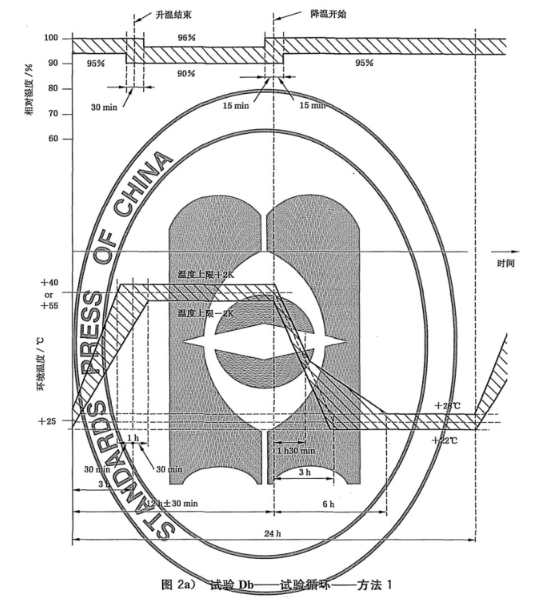 升温结束
降温开始
100
90
80
70
60
相对湿度/%
95%
96%
90%
95%
30 min
15 min
15 min
STANDARDS PRESS OF CHINA
时间
+40
or
+55
温度上限+2K
温度上限-2K
环境温度/℃
+25
+28℃
+22℃
1 h
30 min
30 min
3 h
12 h±30 min
1 h30 min
3 h
6 h
24 h
图 2a) 试验 Db——试验循环——方法 1